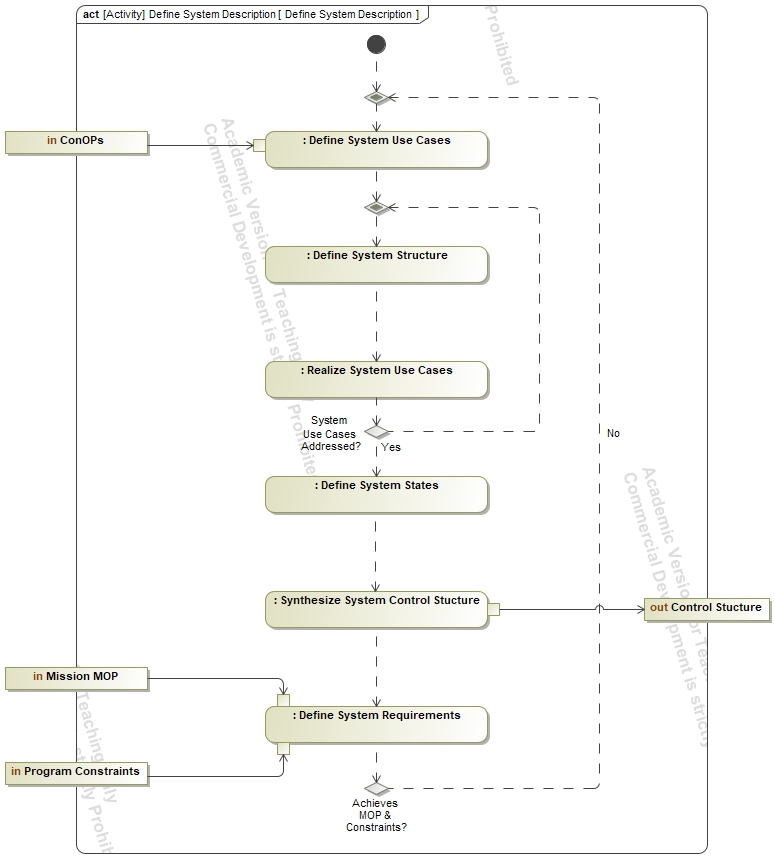 act [Activity] Define System Description [ Define System Description ]
Prohibited
in ConOPs
: Define System Use Cases
Academic Version for Teaching Only
Commercial Development is strictly Prohibited
: Define System Structure
: Realize System Use Cases
System
Use Cases
Addressed?
Yes
No
: Define System States
: Synthesize System Control Stucture
out Control Stucture
Academic Version for Teaching
Commercial Development is strictly
in Mission MOP
: Define System Requirements
Teaching Only
strictly Prohibited
in Program Constraints
Achieves
MOP &
Constraints?